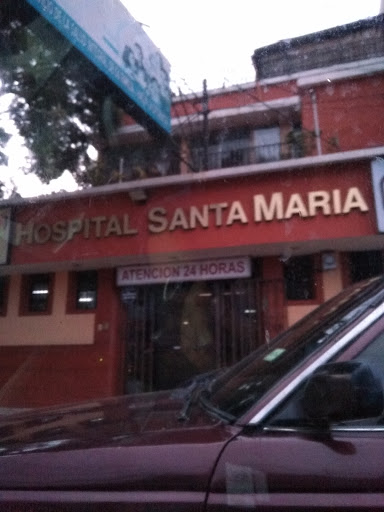 HOSPITAL SANTA MARIA
ATENCION 24 HORAS